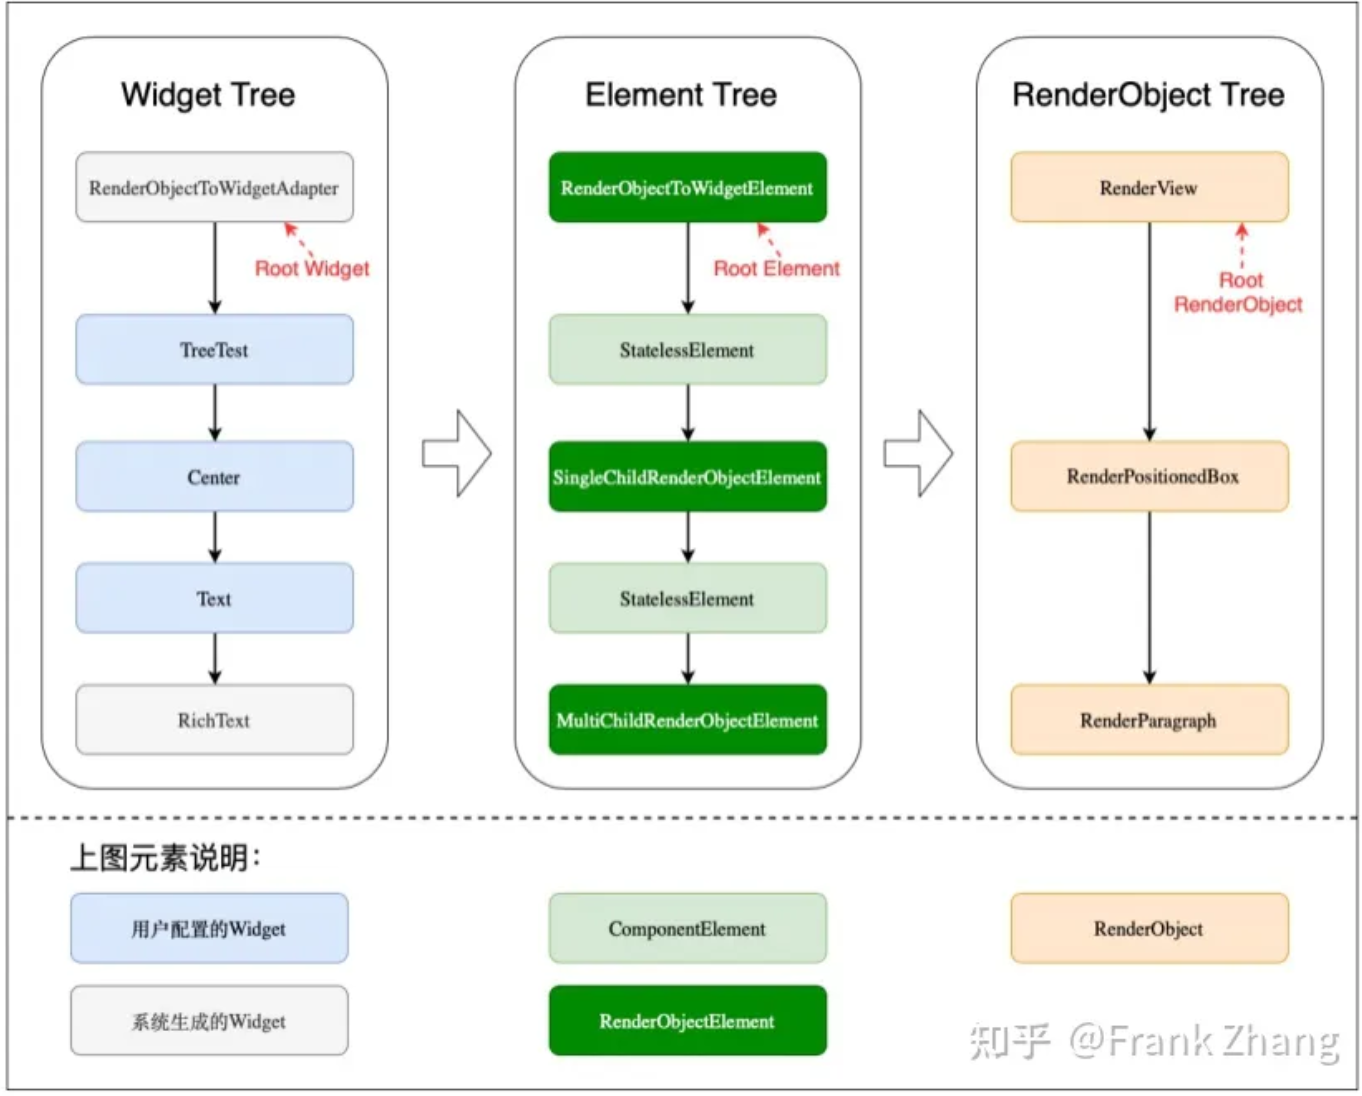 Widget Tree
Element Tree
RenderObject Tree
RenderObjectToWidgetAdapter
RenderObjectToWidgetElement
RenderView
Root Widget
Root Element
Root
RenderObject
TreeTest
StatelessElement
Center
SingleChildRenderObjectElement
RenderPositionedBox
Text
StatelessElement
RichText
MultiChildRenderObjectElement
RenderParagraph
上图元素说明：
用户配置的Widget
ComponentElement
RenderObject
系统生成的Widget
RenderObjectElement
知乎 @Frank Zhang